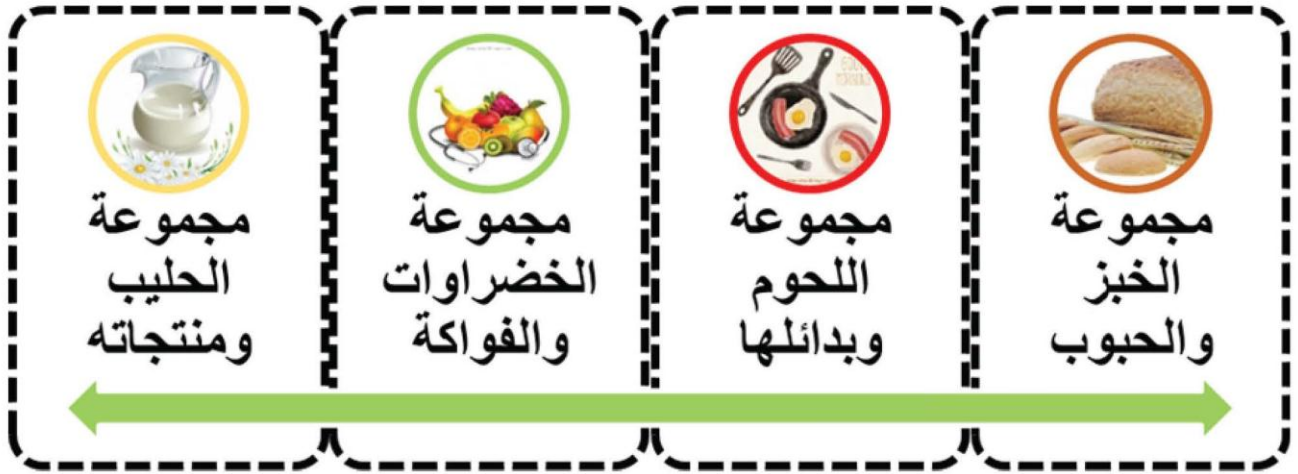 مجموعة
الخبز
والحبوب
مجموعة
اللحوم
وبدائلها
مجموعة
الخضراوات
والفواكة
مجموعة
الحليب
ومنتجاته